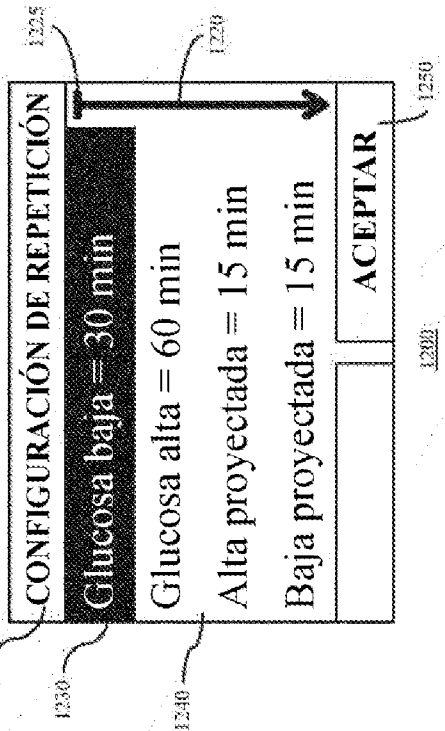 CONFIGURACIÓN DE REPETICIÓN
Glucosa baja = 30 min
Glucosa alta = 60 min
Alta proyectada = 15 min
Baja proyectada = 15 min
ACEPTAR
1225
1220
1230
1240
1250
1200